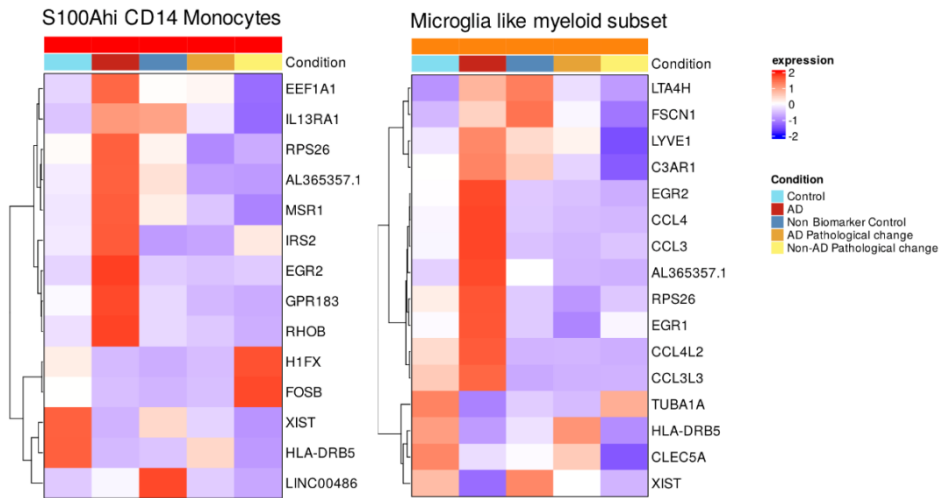 S100Ahi CD14 Monocytes
Condition
EEF1A1
IL13RA1
RPS26
AL365357.1
MSR1
IRS2
EGR2
GPR183
RHOB
H1FX
FOSB
XIST
HLA-DRB5
LINC00486
Microglia like myeloid subset
Condition
LTA4H
FSCN1
LYVE1
C3AR1
EGR2
CCL4
CCL3
AL365357.1
RPS26
EGR1
CCL4L2
CCL3L3
TUBA1A
HLA-DRB5
CLEC5A
XIST
expression
2
1
0
-1
-2
Condition
Control
AD
Non Biomarker Control
AD Pathological change
Non-AD Pathological change